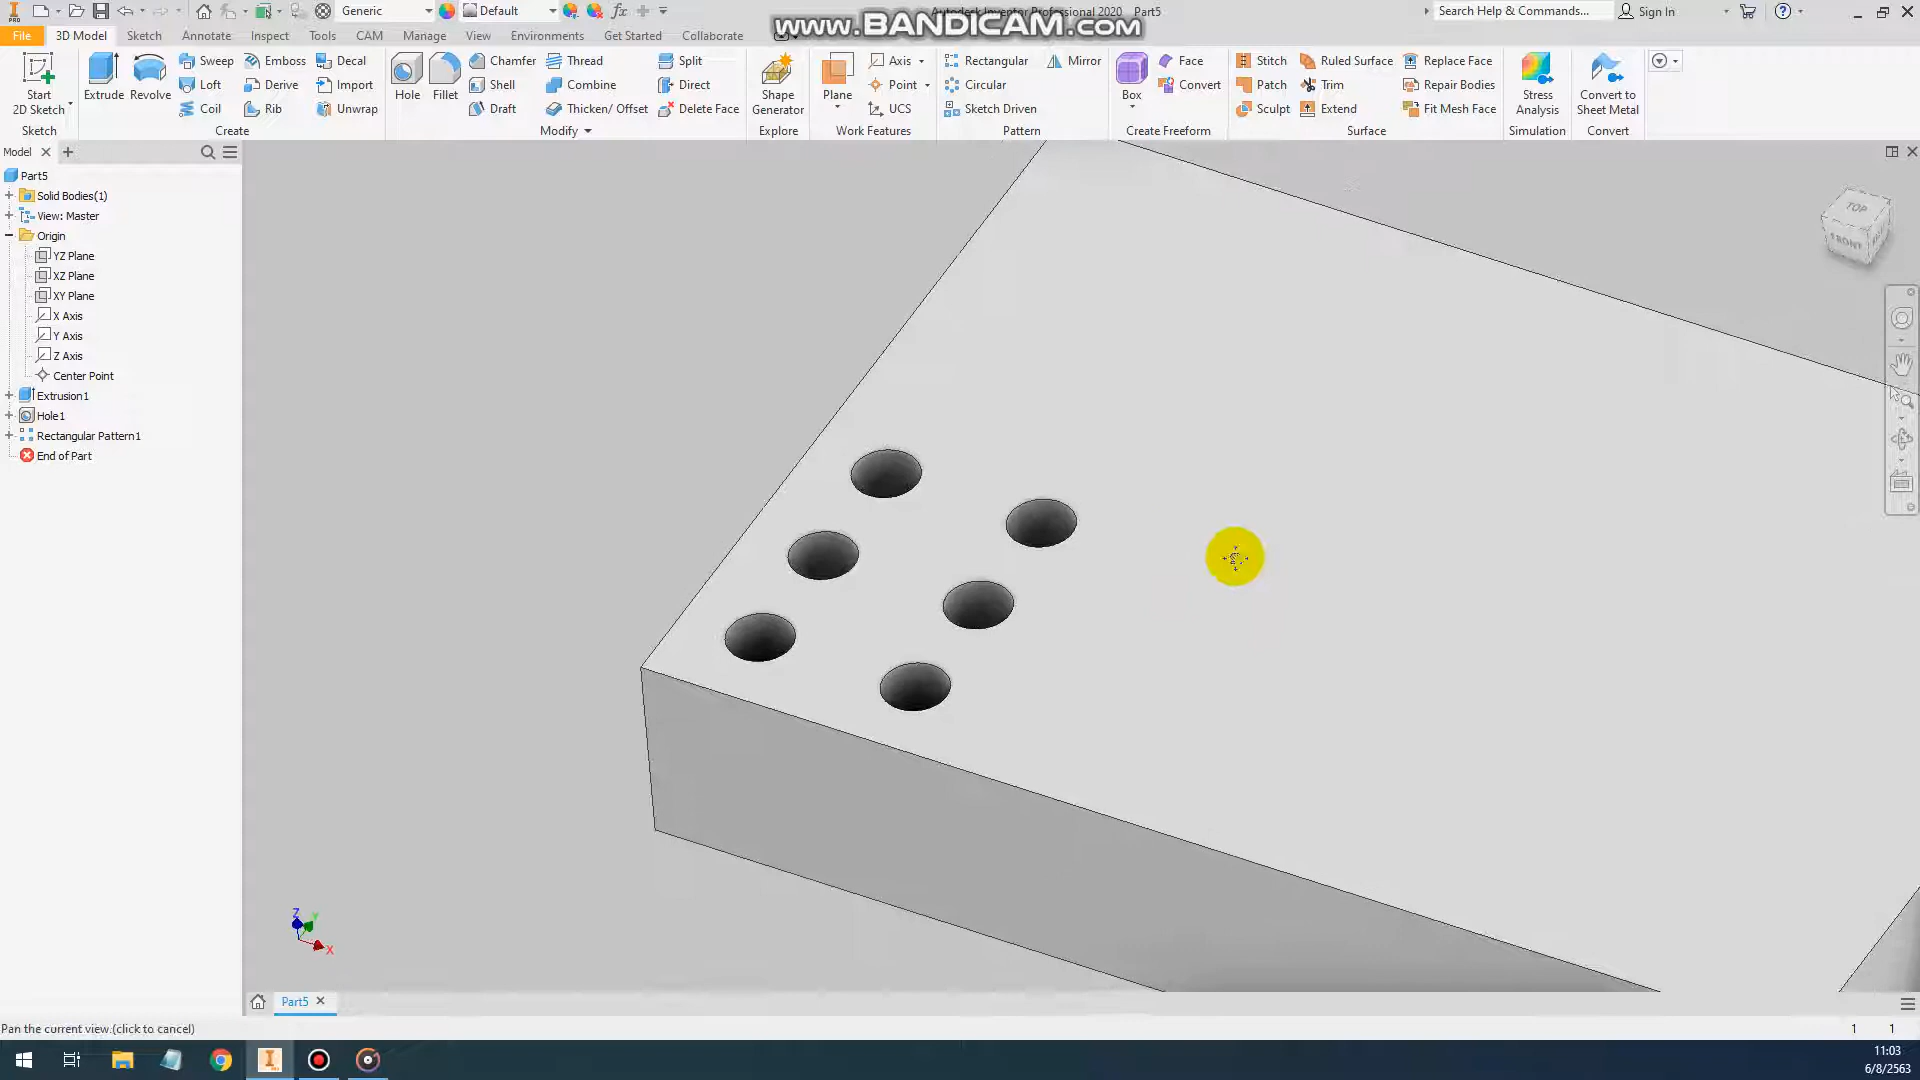 Generic
Default
fx
Autodesk Inventor Professional 2020 Part5
www.BANDICAM.com
Search Help & Commands...
Sign In
File
3D Model
Sketch
Annotate
Inspect
Tools
CAM
Manage
View
Environments
Get Started
Collaborate
Start
2D Sketch
Sketch
Extrude
Revolve
Sweep
Loft
Coil
Emboss
Derive
Rib
Decal
Import
Unwrap
Create
Hole
Fillet
Chamfer
Shell
Draft
Thread
Combine
Thicken/ Offset
Split
Direct
Delete Face
Modify
Shape
Generator
Explore
Plane
Axis
Point
UCS
Work Features
Rectangular
Circular
Sketch Driven
Mirror
Pattern
Box
Face
Convert
Create Freeform
Stitch
Patch
Sculpt
Ruled Surface
Trim
Extend
Replace Face
Repair Bodies
Fit Mesh Face
Surface
Stress
Analysis
Simulation
Convert to
Sheet Metal
Convert
Model
Part5
Solid Bodies(1)
View: Master
Origin
YZ Plane
XZ Plane
XY Plane
X Axis
Y Axis
Z Axis
Center Point
Extrusion1
Hole1
Rectangular Pattern1
End of Part
TOP
FRONT
Z
Y
X
Part5
Pan the current view.(click to cancel)
1
1
11:03
6/8/2563